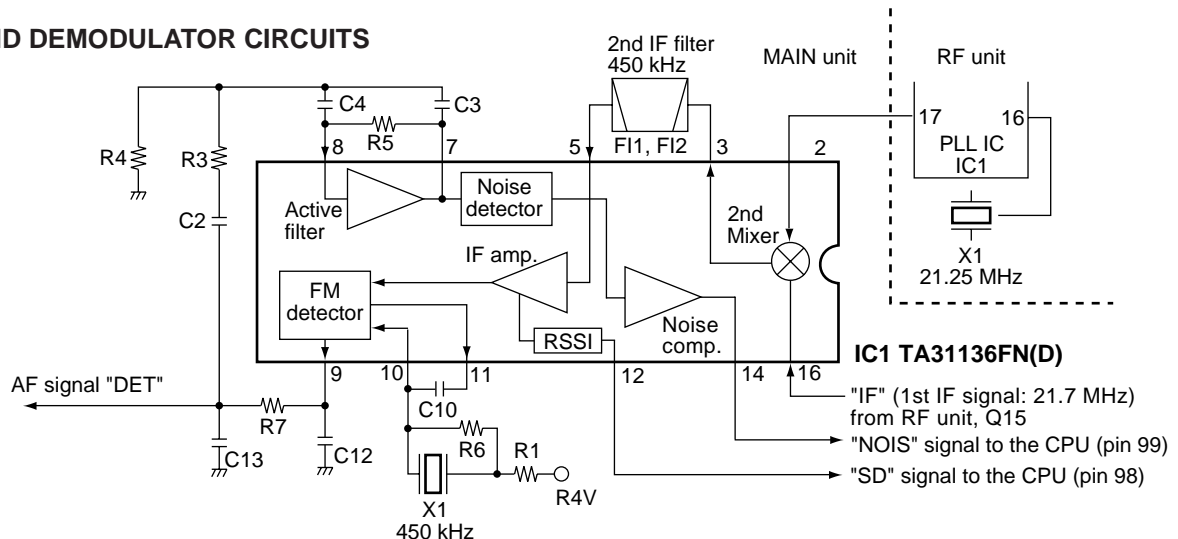 ID DEMODULATOR CIRCUITS
2nd IF filter
450 kHz
MAIN unit
RF unit
C4
C3
R5
R4
R3
C2
8
7
5
FI1, FI2
3
2
17
16
PLL IC
IC1
X1
21.25 MHz
Active
filter
Noise
detector
2nd
Mixer
IF amp.
FM
detector
RSSI
Noise
comp.
9
10
11
12
14
16
IC1 TA31136FN(D)
AF signal "DET"
R7
C13
C12
C10
R6
R1
R4V
X1
450 kHz
"IF" (1st IF signal: 21.7 MHz)
from RF unit, Q15
"NOIS" signal to the CPU (pin 99)
"SD" signal to the CPU (pin 98)